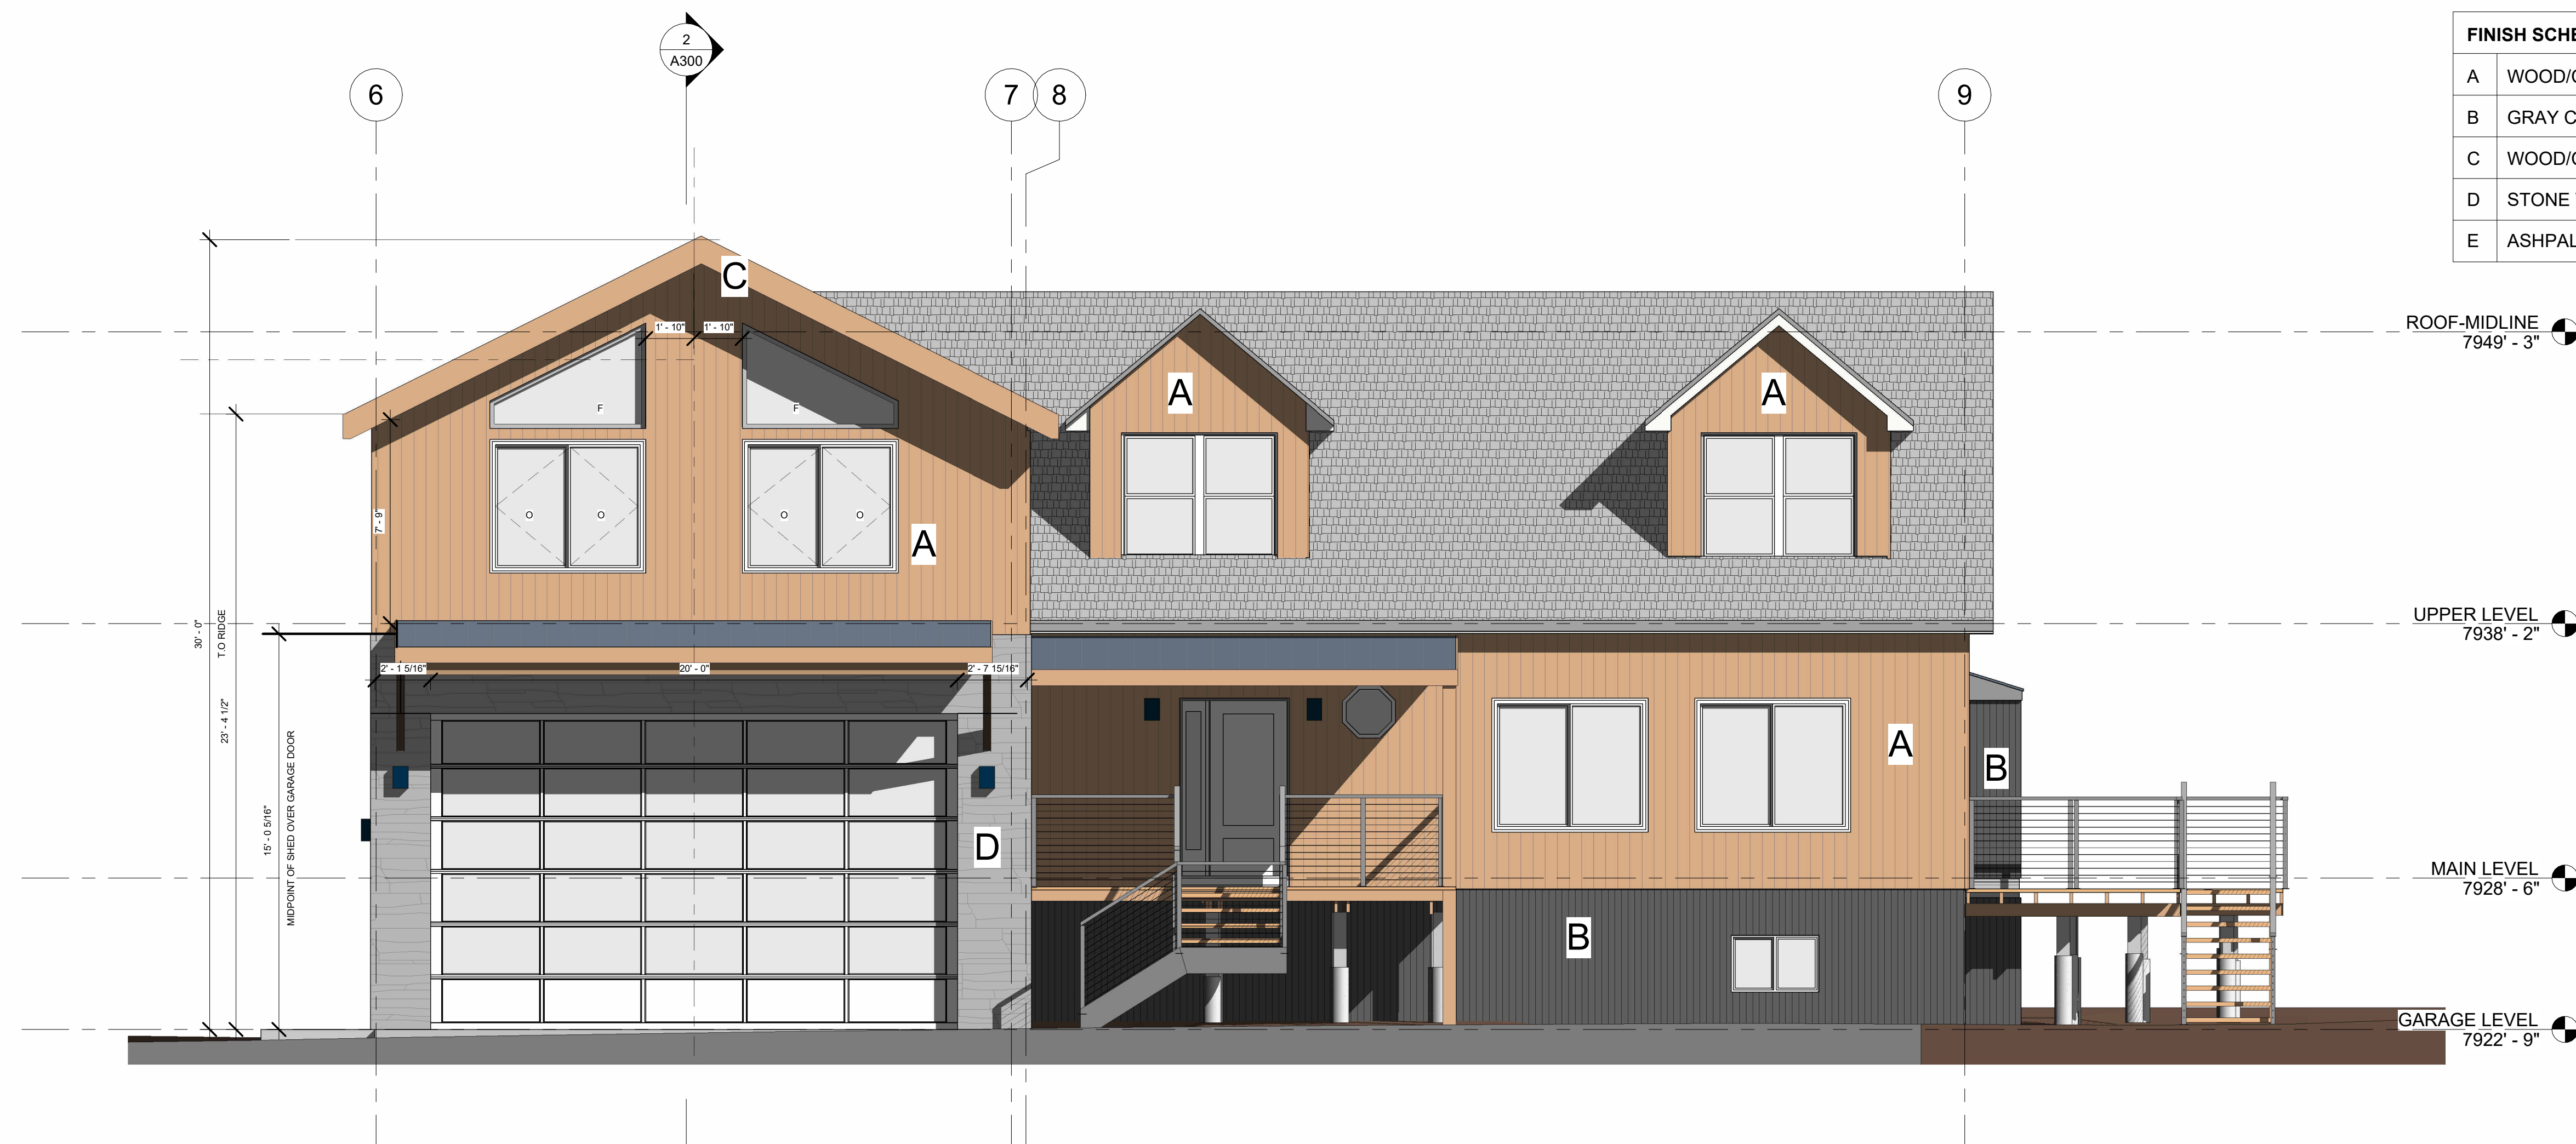 2
A300
6
7
8
9
FINISH SCHE
A WOOD/
B GRAY C
C WOOD/
D STONE
E ASHPAL
C
1' - 10" 1' - 10"
ROOF-MIDLINE
7949' - 3"
A
A
F
F
O
O
O
O
7' - 9"
A
UPPER LEVEL
7938' - 2"
30' - 0"
T.O RIDGE
2' - 1 5/16"
20' - 0"
2' - 7 15/16"
23' - 4 1/2"
A
B
15' - 0 5/16"
MIDPOINT OF SHED OVER GARAGE DOOR
D
MAIN LEVEL
7928' - 6"
B
GARAGE LEVEL
7922' - 9"